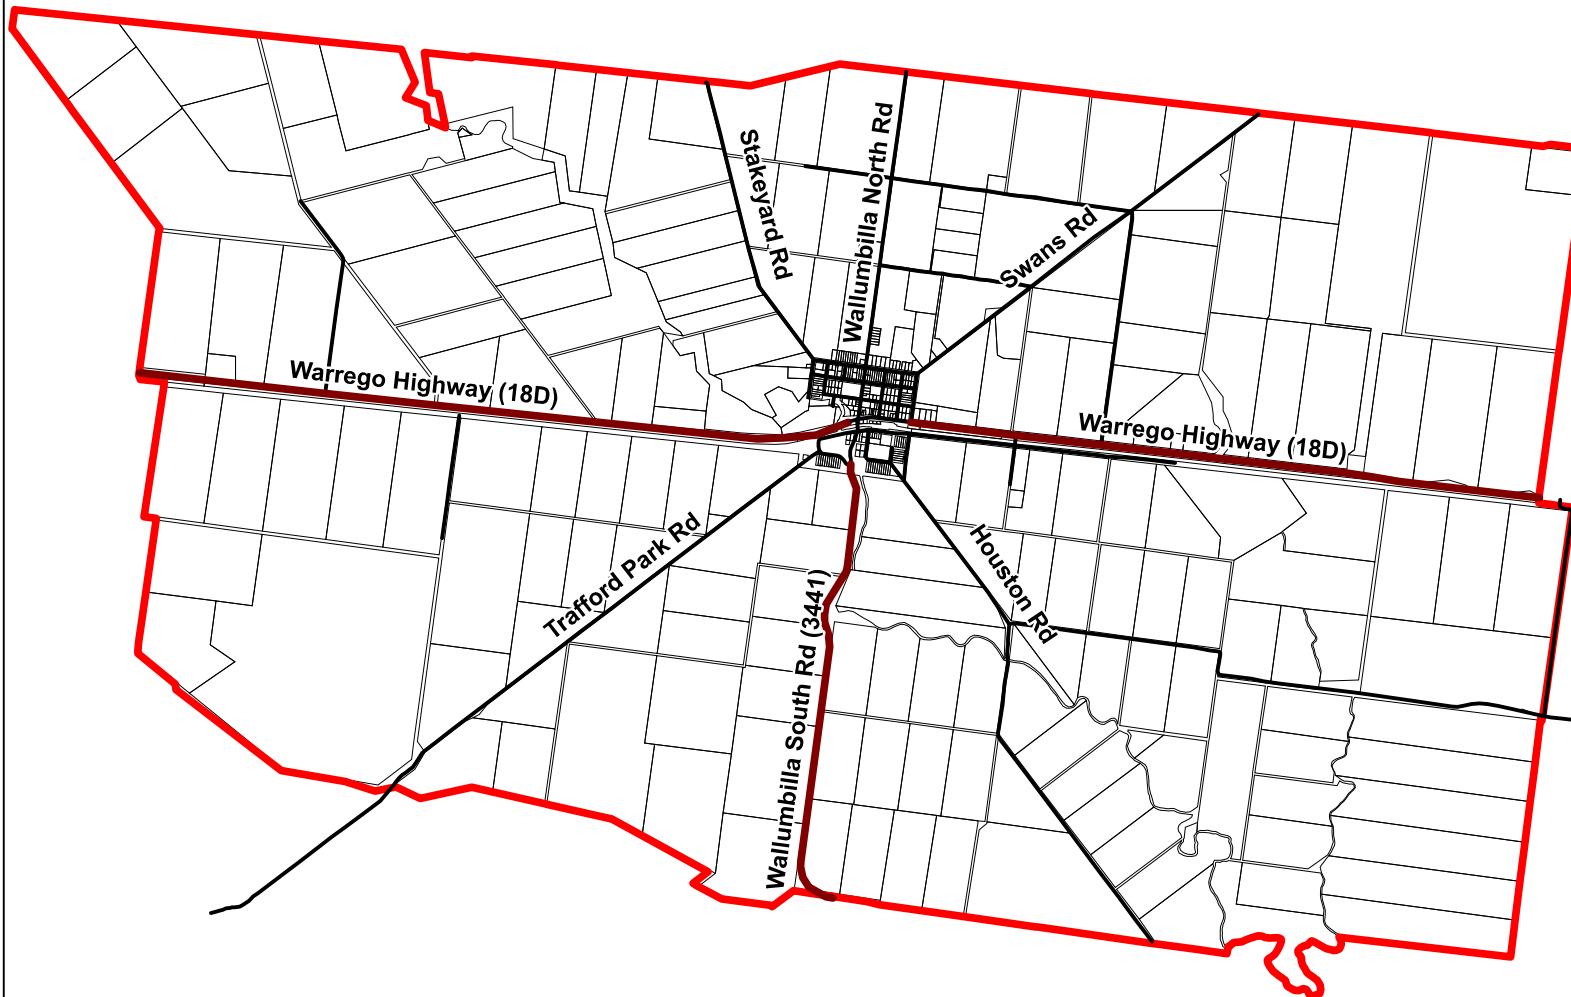 Stakeyard Rd
Wallumbilla North Rd
Swans Rd
Warrego Highway (18D)
Warrego Highway (18D)
Trafford Park Rd
Houston Rd
Wallumbilla South Rd (3441)